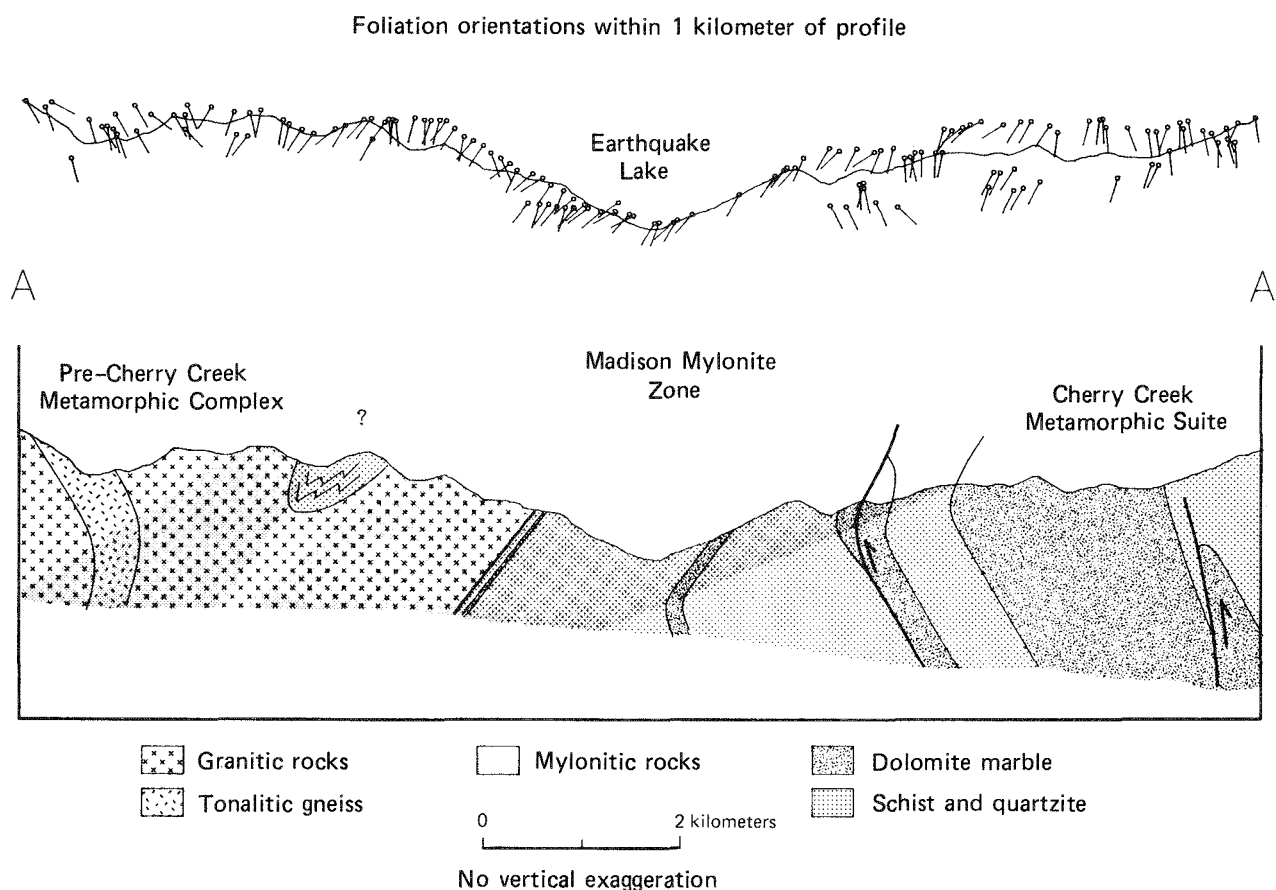 Foliation orientations within 1 kilometer of profile
Earthquake
Lake
A
A
Pre-Cherry Creek
Metamorphic Complex
?
Madison Mylonite
Zone
Cherry Creek
Metamorphic Suite
Granitic rocks
Tonalitic gneiss
Mylonitic rocks
Dolomite marble
Schist and quartzite
0
2 kilometers
No vertical exaggeration